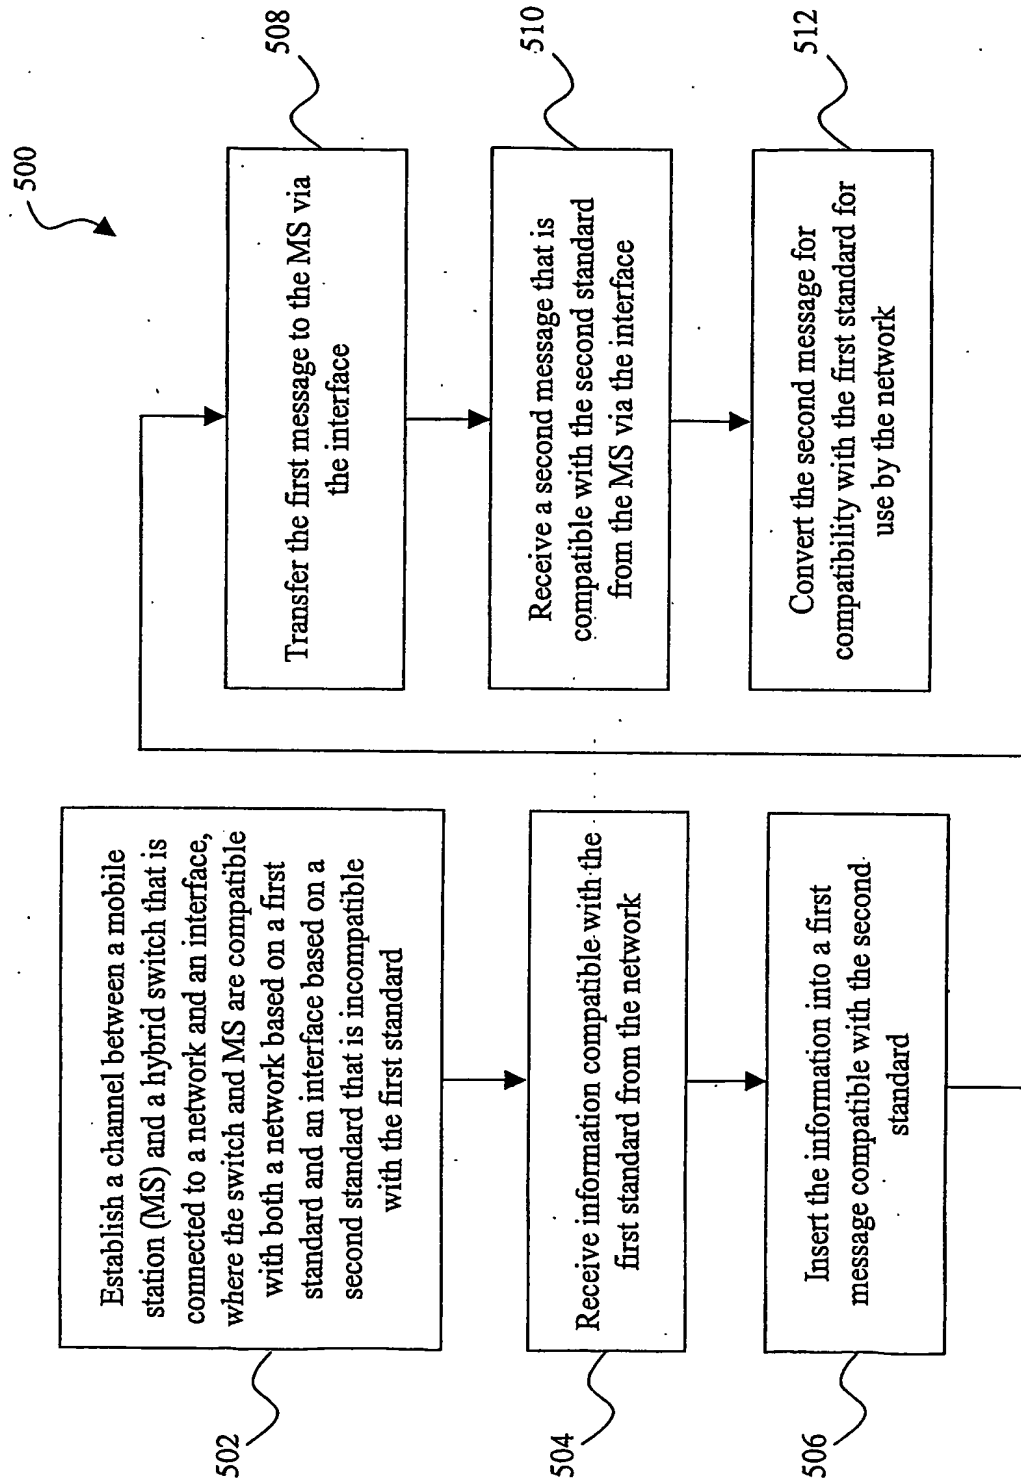 500
502
Establish a channel between a mobile
station (MS) and a hybrid switch that is
connected to a network and an interface,
where the switch and MS are compatible
with both a network based on a first
standard and an interface based on a
second standard that is incompatible
with the first standard
504
Receive information compatible with the
first standard from the network
506
Insert the information into a first
message compatible with the second
standard
508
Transfer the first message to the MS via
the interface
510
Receive a second message that is
compatible with the second standard
from the MS via the interface
512
Convert the second message for
compatibility with the first standard for
use by the network